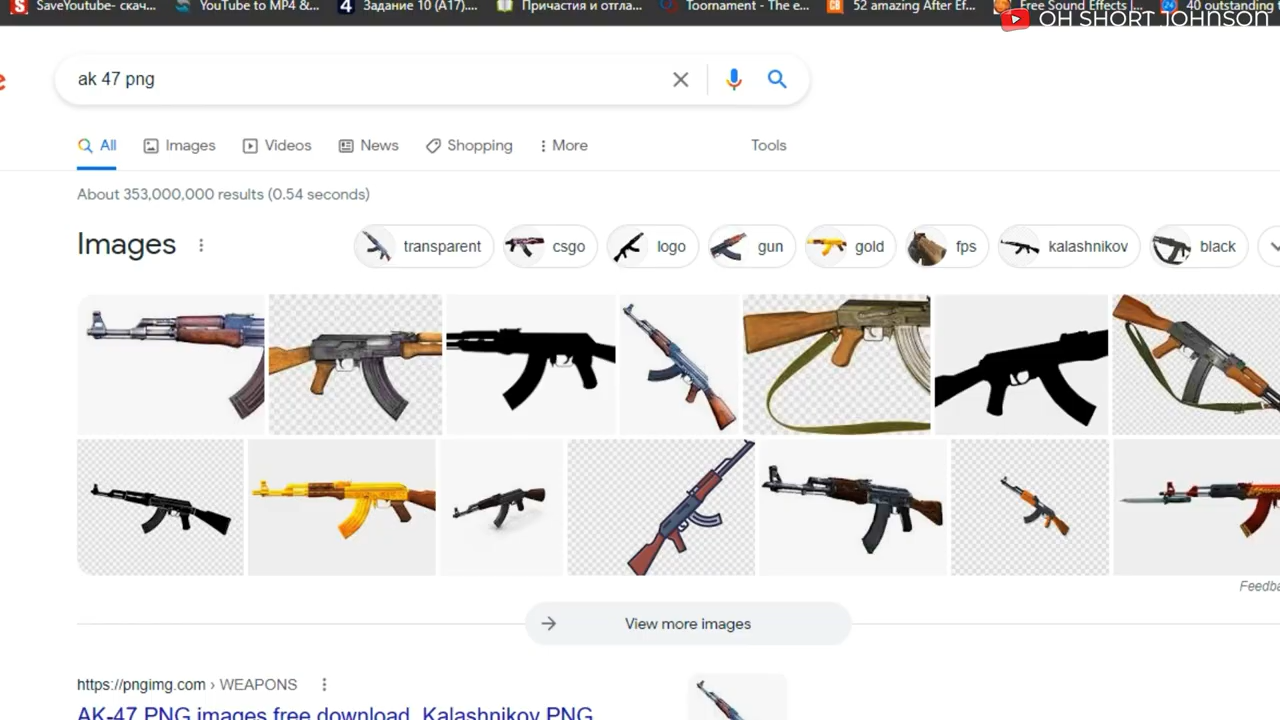 SaveYoutube- скач...
YouTube to MP4 &...
Задание 10 (А17)....
Причастия и отгла...
Toornament - The e...
52 amazing After Ef...
Free Sound Effects |...
40 outstanding
OH SHORT JOHNSON
ak 47 png
All
Images
Videos
News
Shopping
More
Tools
About 353,000,000 results (0.54 seconds)
Images
transparent
csgo
logo
gun
gold
fps
kalashnikov
black
Feedba
View more images
https://pngimg.com › WEAPONS
AK-47 PNG images free download, Kalashnikov PNG